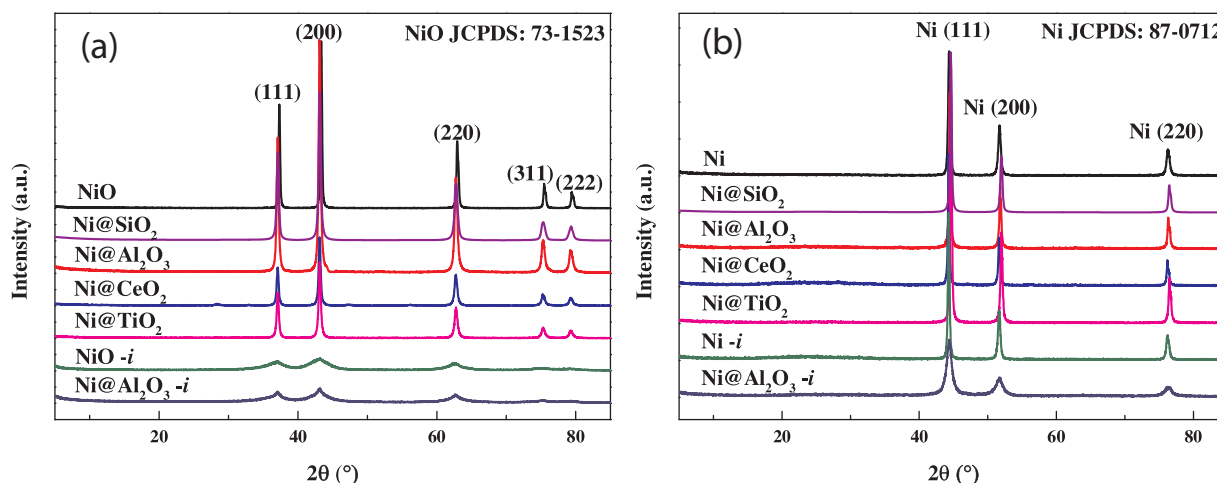 (a)
NiO JCPDS: 73-1523
(200)
(111)
(220)
(311)
(222)
NiO
Ni@SiO₂
Ni@Al₂O₃
Ni@CeO₂
Ni@TiO₂
NiO -i
Ni@Al₂O₃ -i
Intensity (a.u.)
20 40 60 80
2θ (°)
(b)
Ni (111)
Ni JCPDS: 87-0712
Ni (200)
Ni (220)
Ni
Ni@SiO₂
Ni@Al₂O₃
Ni@CeO₂
Ni@TiO₂
Ni -i
Ni@Al₂O₃ -i
Intensity (a.u.)
20 40 60 80
2θ (°)